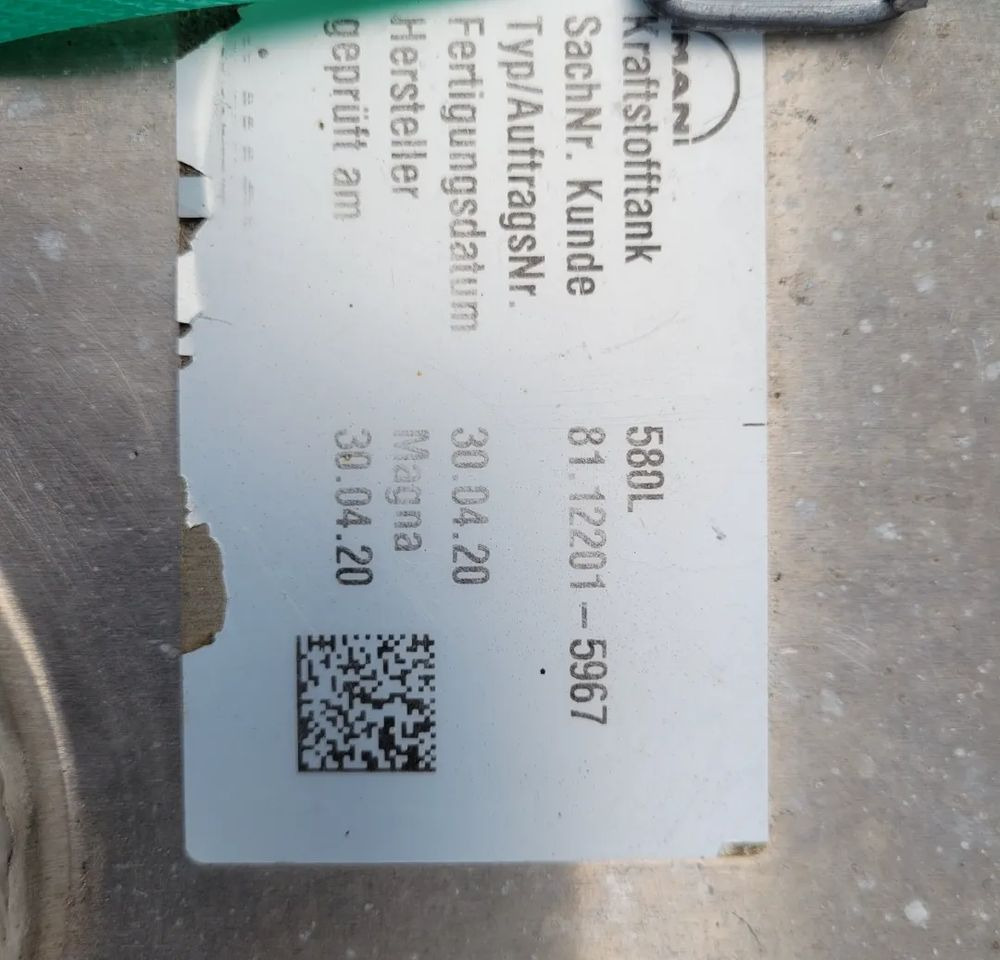 MAN
Kraftstofftank 580L
SachNr. Kunde 81.12201-5967
Typ/AuftragsNr.
Fertigungsdatum 30.04.20
Hersteller Magna
geprüft am 30.04.20